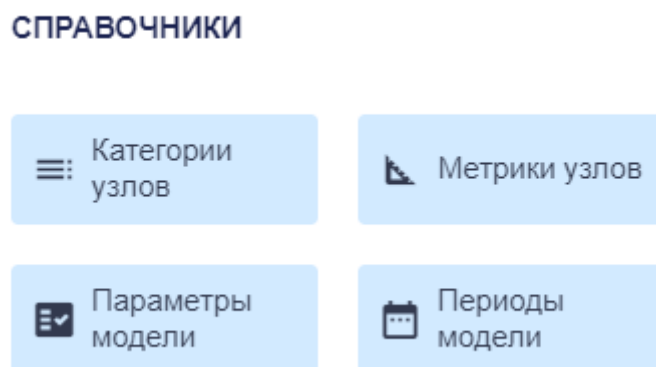 СПРАВОЧНИКИ
Категории
узлов
Метрики узлов
Параметры
модели
Периоды
модели